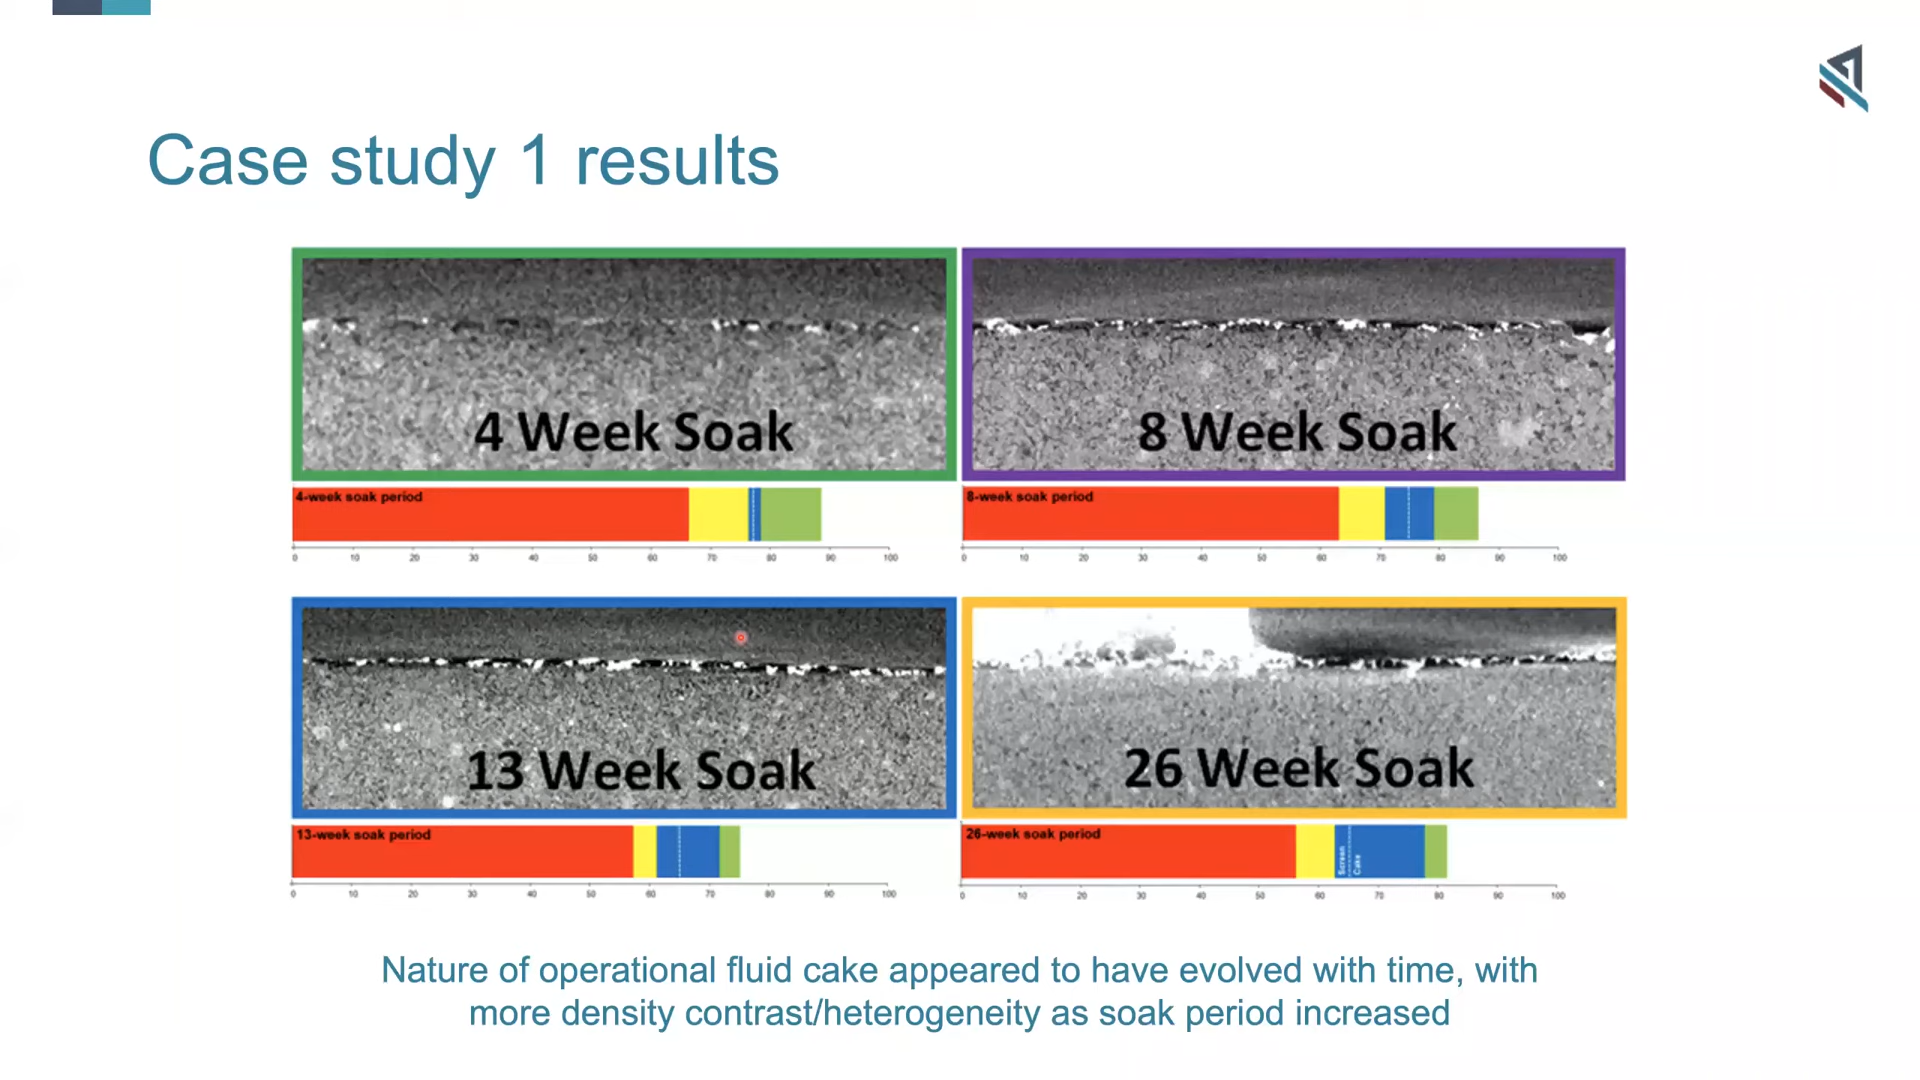 Case study 1 results
4 Week Soak
8 Week Soak
4-week soak period
8-week soak period
0 10 20 30 40 50 60 70 80 90 100
0 10 20 30 40 50 60 70 80 90 100
13 Week Soak
26 Week Soak
13-week soak period
26-week soak period
Screen
Cake
0 10 20 30 40 50 60 70 80 90 100
0 10 20 30 40 50 60 70 80 90 100
Nature of operational fluid cake appeared to have evolved with time, with
more density contrast/heterogeneity as soak period increased